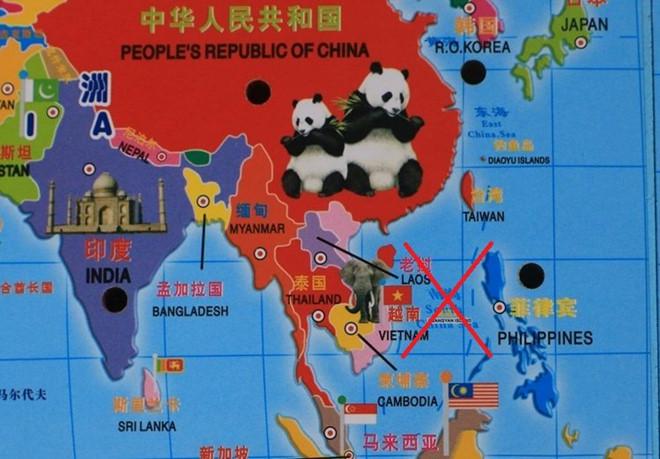 中华人民共和国
PEOPLE'S REPUBLIC OF CHINA
日本
JAPAN
韩国
R.O.KOREA
洲
A
TAN
斯坦
STAN
NEPAL
东海
East
China.Sea
钓鱼岛
DIAOYU ISLANDS
台湾
TAIWAN
印度
INDIA
缅甸
MYANMAR
孟加拉国
BANGLADESH
泰国
THAILAND
老挝
LAOS
越南
VIETNAM
菲律宾
PHILIPPINES
合酋长国
柬埔寨
CAMBODIA
马尔代夫
斯里兰卡
SRI LANKA
新加坡
马来西亚